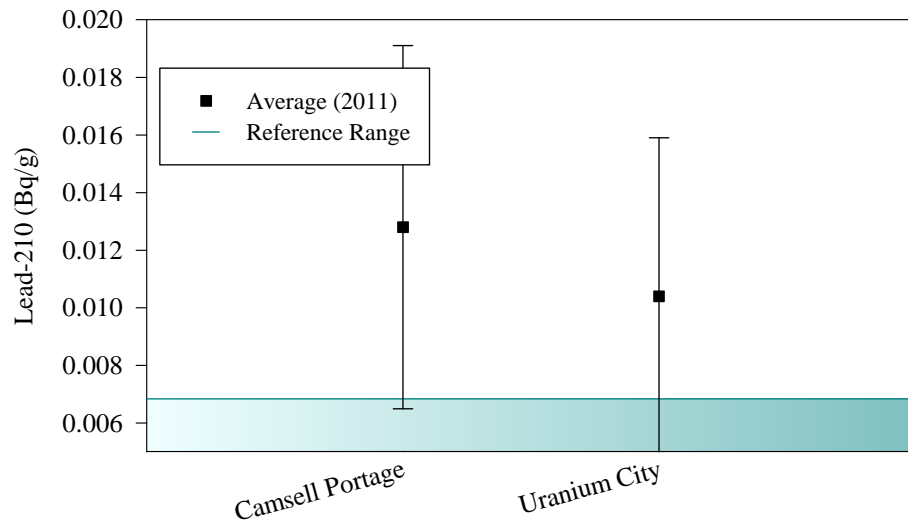 0.020
0.018
0.016
0.014
0.012
0.010
0.008
0.006
Lead-210 (Bq/g)
Average (2011)
Reference Range
Camsell Portage
Uranium City